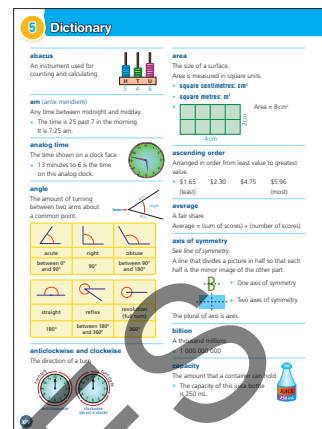 5 Dictionary
abacus
An instrument used for
counting and calculating.
H T U
5 4 6
am (ante meridiem)
Any time between midnight and midday.
• The time is 25 past 7 in the morning.
It is 7:25 am.
analog time
The time shown on a clock face.
• 13 minutes to 6 is the time
on this analog clock.
angle
The amount of turning
between two arms about
a common point.
Angle
acute right obtuse
between 0°
and 90°
90°
between 90°
and 180°
straight reflex revolution
(full turn)
180°
between 180°
and 360°
360°
anticlockwise and clockwise
The direction of a turn.
anticlockwise
clockwise
(as on a clock)
area
The size of a surface.
Area is measured in square units.
• square centimetres: cm²
• square metres: m²
• Area = 8 cm²
2 cm
4 cm
ascending order
Arranged in order from least value to greatest
value.
• $1.65 $2.30 $4.75 $5.96
(least) (most)
average
A fair share.
Average = (sum of scores) ÷ (number of scores)
axis of symmetry
See line of symmetry.
A line that divides a picture in half so that each
half is the mirror image of the other part.
B
• One axis of symmetry
• Two axes of symmetry
The plural of axis is axes.
billion
A thousand millions.
• 1 000 000 000
capacity
The amount that a container can hold.
• The capacity of this juice bottle
is 250 mL.
JUICE
250 mL